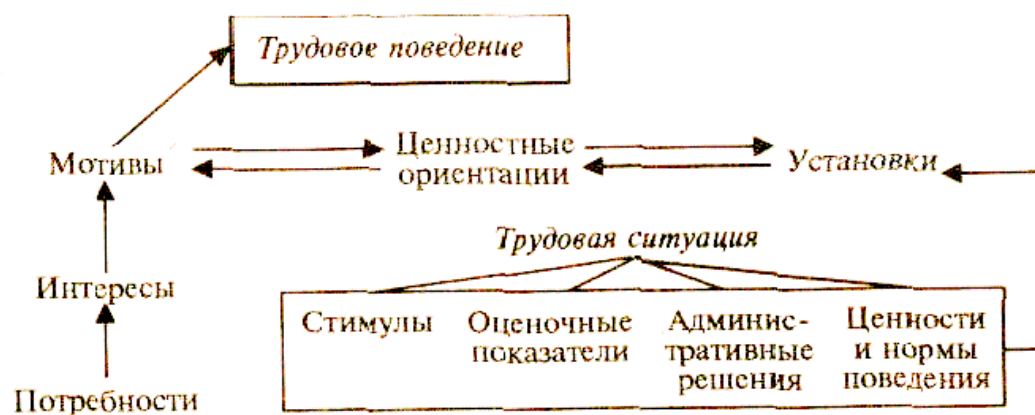 Трудовое поведение
Мотивы
Ценностные
ориентации
Установки
Трудовая ситуация
Интересы
Стимулы
Оценочные
показатели
Админис-
тративные
решения
Ценности
и нормы
поведения
Потребности